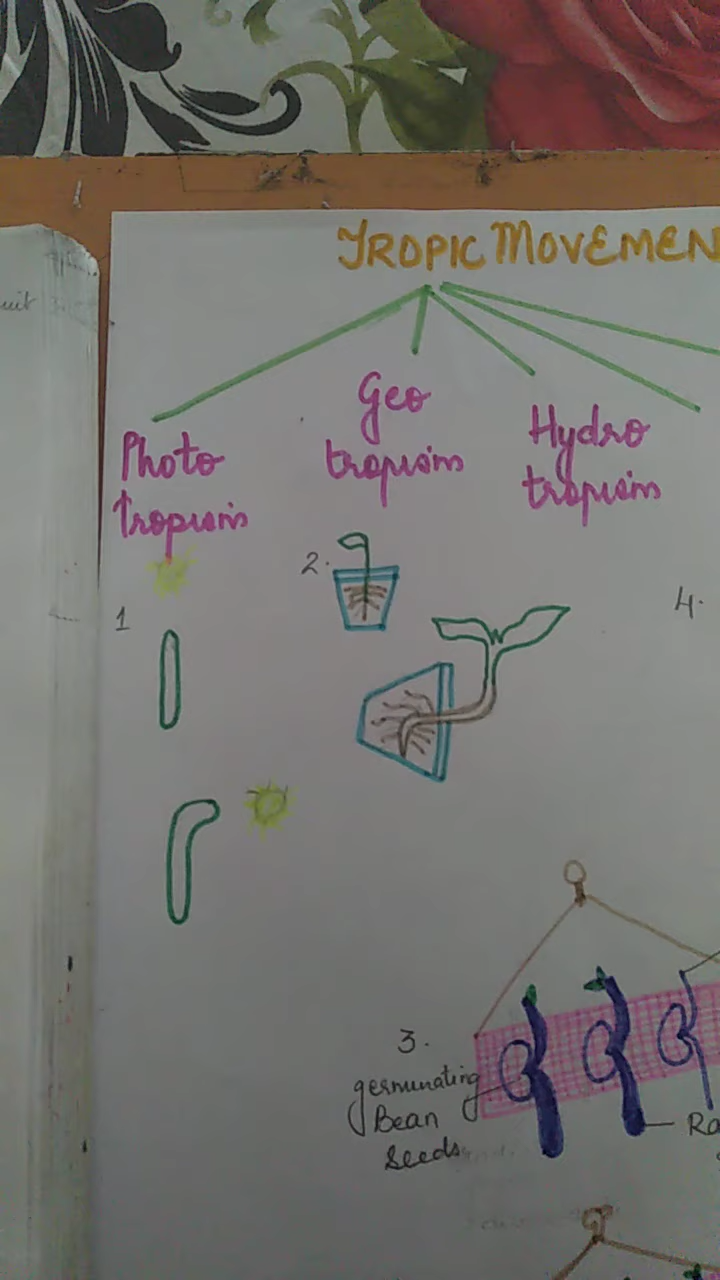 TROPIC MOVEMEN
Photo
Tropism
Geo
tropism
Hydro
tropism
1
2.
4.
3.
germinating
Bean
Seeds
Ra